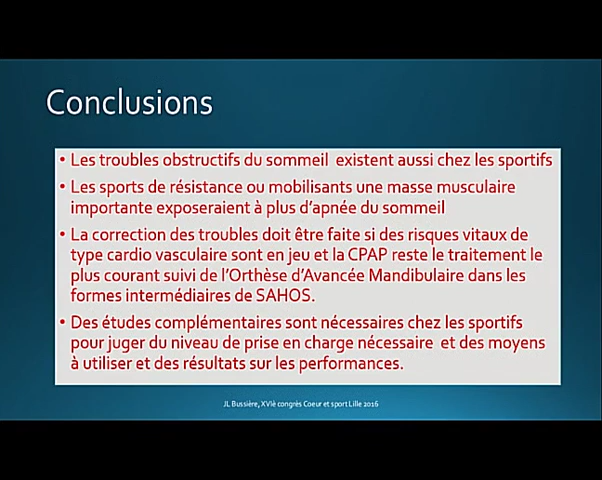 Conclusions
• Les troubles obstructifs du sommeil existent aussi chez les sportifs
• Les sports de résistance ou mobilisants une masse musculaire
importante exposeraient à plus d'apnée du sommeil
• La correction des troubles doit être faite si des risques vitaux de
type cardio vasculaire sont en jeu et la CPAP reste le traitement le
plus courant suivi de l'Orthèse d'Avancée Mandibulaire dans les
formes intermédiaires de SAHOS.
• Des études complémentaires sont nécessaires chez les sportifs
pour juger du niveau de prise en charge nécessaire et des moyens
à utiliser et des résultats sur les performances.
JL Bussière, XVIè congrès Coeur et sport Lille 2016